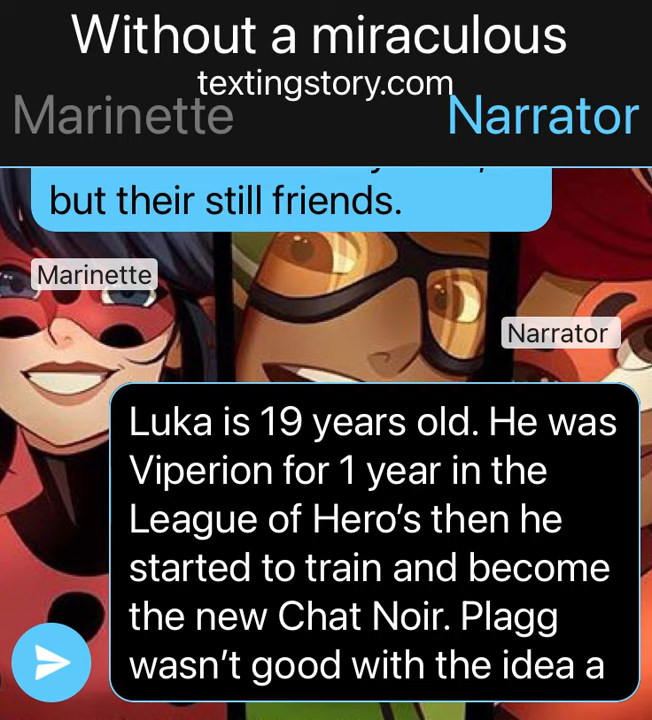 Without a miraculous
textingstory.com
Marinette Narrator
but their still friends.
Marinette
Narrator
Luka is 19 years old. He was
Viperion for 1 year in the
League of Hero’s then he
started to train and become
the new Chat Noir. Plagg
wasn’t good with the idea a